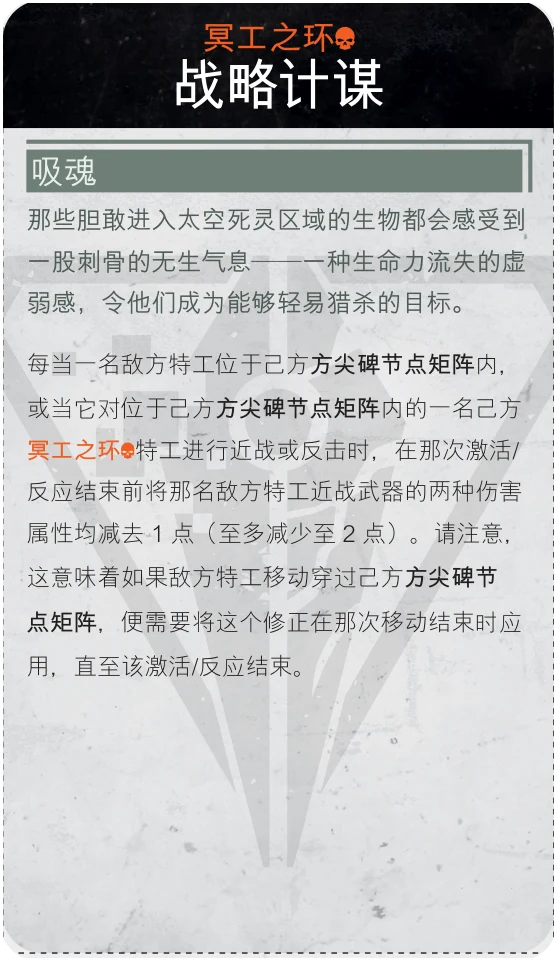 冥工之环
战略计谋
吸魂
那些胆敢进入太空死灵区域的生物都会感受到
一股刺骨的无生气息——一种生命力流失的虚
弱感，令他们成为能够轻易猎杀的目标。
每当一名敌方特工位于己方方尖碑节点矩阵内，
或当它对位于己方方尖碑节点矩阵内的一名己方
冥工之环特工进行近战或反击时，在那次激活/
反应结束前将那名敌方特工近战武器的两种伤害
属性均减去 1 点（至多减少至 2 点）。请注意，
这意味着如果敌方特工移动穿过己方方尖碑节
点矩阵，便需要将这个修正在那次移动结束时应
用，直至该激活/反应结束。